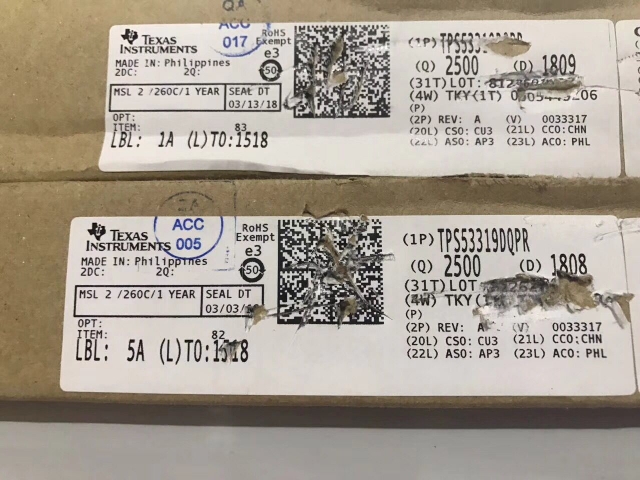 QA
ACC
017
TEXAS
INSTRUMENTS
MADE IN: Philippines
2DC: 2Q:
RoHS
Exempt
e3
50
MSL 2 /260C/1 YEAR
SEAL DT
03/13/18
OPT:
ITEM: 83
LBL: 1A (L)TO:1518
(1P)
(Q) 2500 (D) 1809
(31T)LOT:
(4W) TKY(1T)
(P)
(2P) REV: A (V) 0033317
(20L) CSO: CU3 (21L) CCO:CHN
(22L) ASO: AP3 (23L) ACO: PHL
ACC
005
TEXAS
INSTRUMENTS
MADE IN: Philippines
2DC: 2Q:
RoHS
Exempt
e3
50
MSL 2 /260C/1 YEAR
SEAL DT
OPT:
ITEM: 82
LBL: 5A (L)TO:1518
(1P) TPS53319DQPR
(Q) 2500 (D) 1808
(31T) LOT
(4W) TKY
(P)
(2P) REV: A (V) 0033317
(20L) CSO: CU3 (21L) CCO:CHN
(22L) ASO: AP3 (23L) ACO: PHL